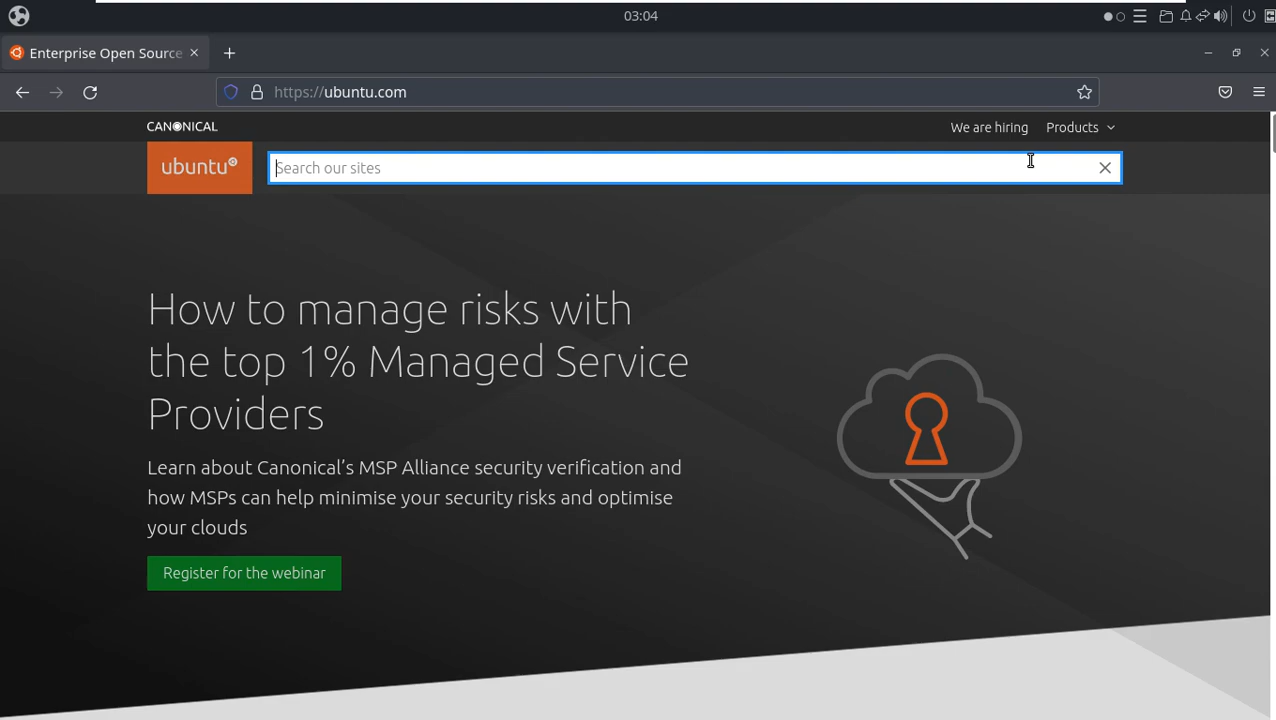 03:04
Enterprise Open Source
https://ubuntu.com
CANONICAL
We are hiring
Products
ubuntu
Search our sites
How to manage risks with
the top 1% Managed Service
Providers
Learn about Canonical's MSP Alliance security verification and
how MSPs can help minimise your security risks and optimise
your clouds
Register for the webinar